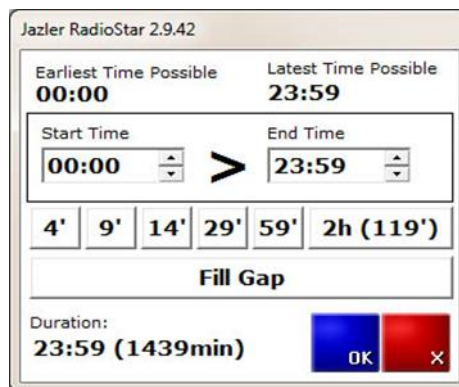 Jazler RadioStar 2.9.42
Earliest Time Possible Latest Time Possible
00:00 23:59
Start Time End Time
00:00 > 23:59
4' 9' 14' 29' 59' 2h (119')
Fill Gap
Duration:
23:59 (1439min)
OK X